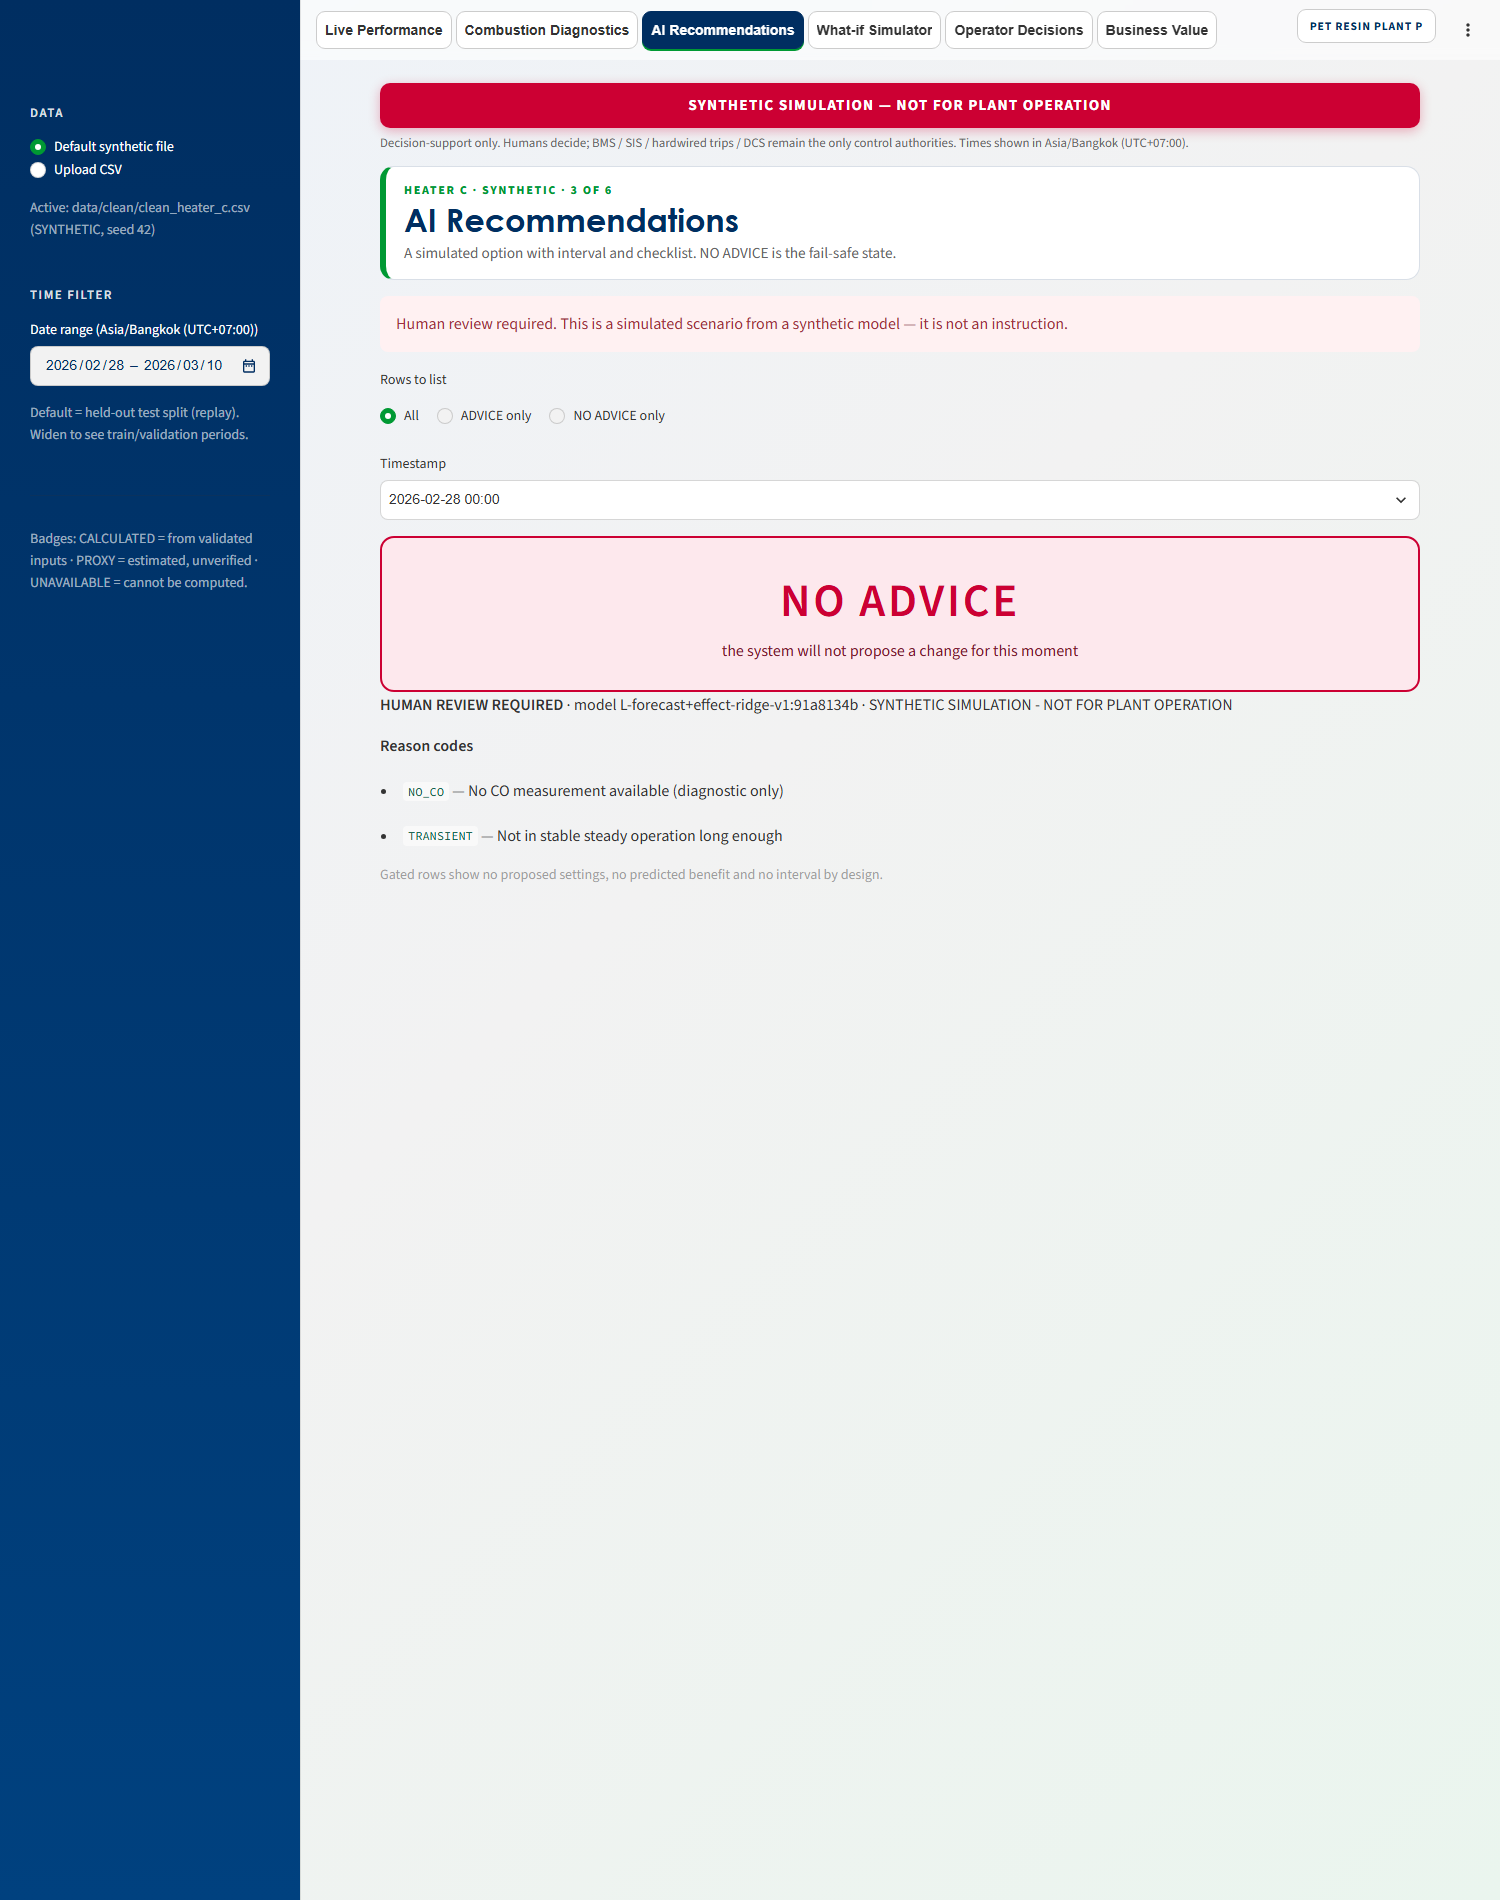 Live Performance
Combustion Diagnostics
AI Recommendations
What-if Simulator
Operator Decisions
Business Value
PET RESIN PLANT P
DATA
Default synthetic file
Upload CSV
Active: data/clean/clean_heater_c.csv
(SYNTHETIC, seed 42)
TIME FILTER
Date range (Asia/Bangkok (UTC+07:00))
2026/02/28 – 2026/03/10
Default = held-out test split (replay).
Widen to see train/validation periods.
Badges: CALCULATED = from validated
inputs · PROXY = estimated, unverified ·
UNAVAILABLE = cannot be computed.
SYNTHETIC SIMULATION — NOT FOR PLANT OPERATION
Decision-support only. Humans decide; BMS / SIS / hardwired trips / DCS remain the only control authorities. Times shown in Asia/Bangkok (UTC+07:00).
HEATER C · SYNTHETIC · 3 OF 6
AI Recommendations
A simulated option with interval and checklist. NO ADVICE is the fail-safe state.
Human review required. This is a simulated scenario from a synthetic model — it is not an instruction.
Rows to list
All
ADVICE only
NO ADVICE only
Timestamp
2026-02-28 00:00
NO ADVICE
the system will not propose a change for this moment
HUMAN REVIEW REQUIRED · model L-forecast+effect-ridge-v1:91a8134b · SYNTHETIC SIMULATION - NOT FOR PLANT OPERATION
Reason codes
• NO_CO — No CO measurement available (diagnostic only)
• TRANSIENT — Not in stable steady operation long enough
Gated rows show no proposed settings, no predicted benefit and no interval by design.